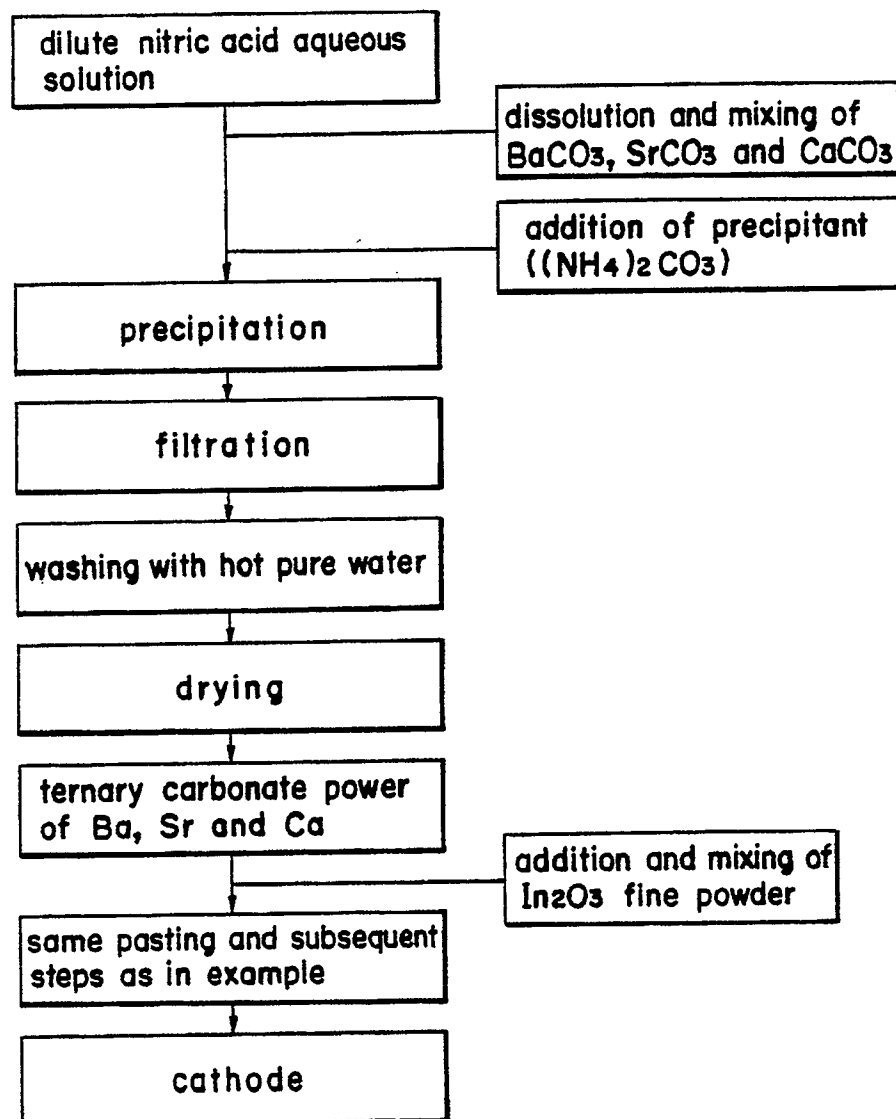 dilute nitric acid aqueous
solution
dissolution and mixing of
BaCO3, SrCO3 and CaCO3
addition of precipitant
((NH4)2CO3)
precipitation
filtration
washing with hot pure water
drying
ternary carbonate power
of Ba, Sr and Ca
addition and mixing of
In2O3 fine powder
same pasting and subsequent
steps as in example
cathode